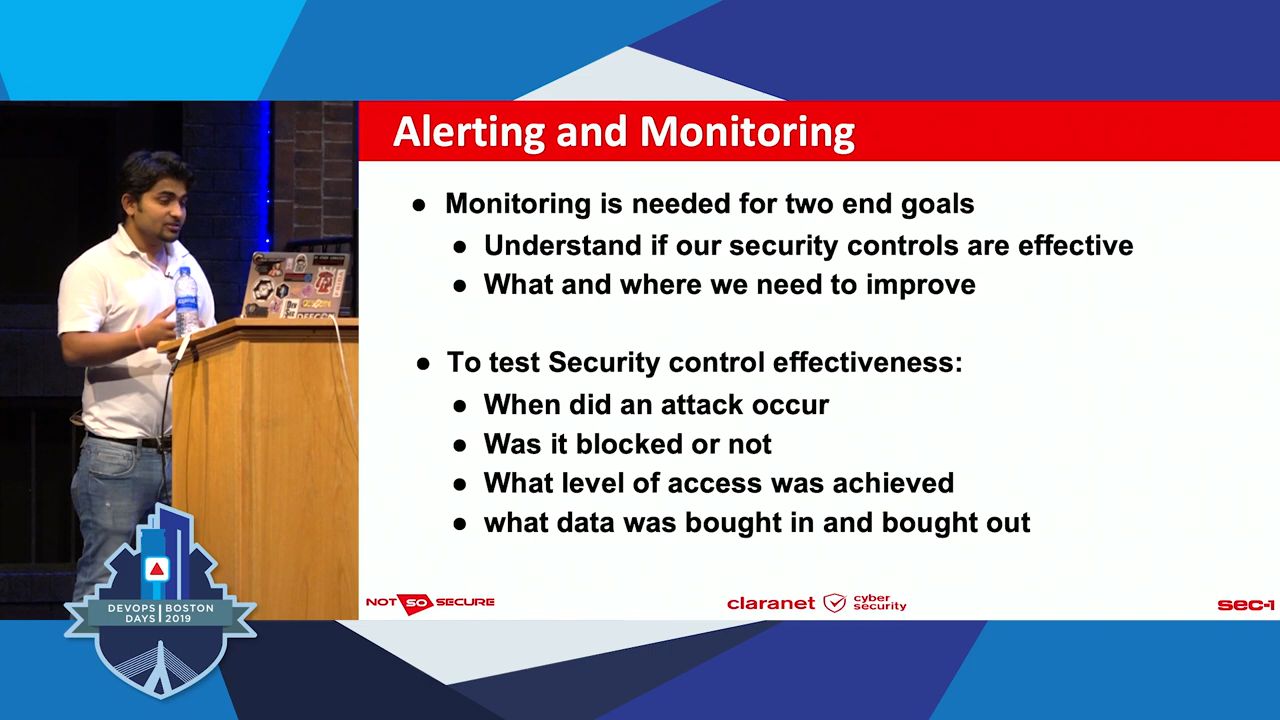 Alerting and Monitoring
● Monitoring is needed for two end goals
● Understand if our security controls are effective
● What and where we need to improve
● To test Security control effectiveness:
● When did an attack occur
● Was it blocked or not
● What level of access was achieved
● what data was bought in and bought out
NOT SO SECURE
claranet cyber security
sec-1
DEVOPS DAYS
BOSTON 2019
DEFCON